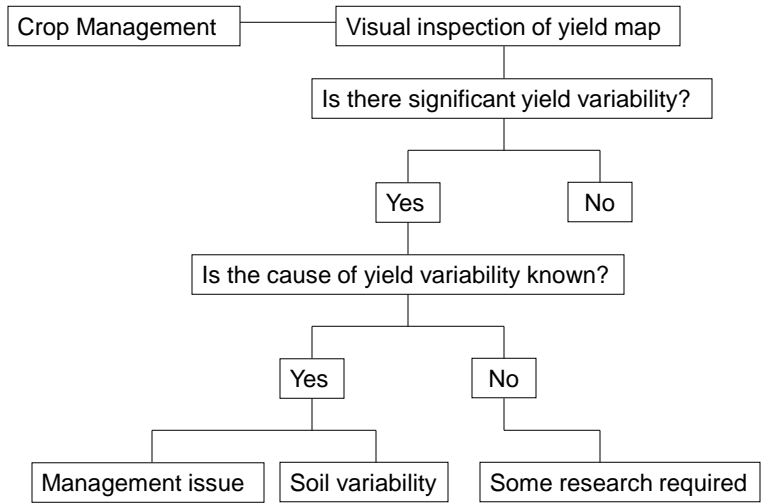 Crop Management
Visual inspection of yield map
Is there significant yield variability?
Yes
No
Is the cause of yield variability known?
Yes
No
Management issue
Soil variability
Some research required